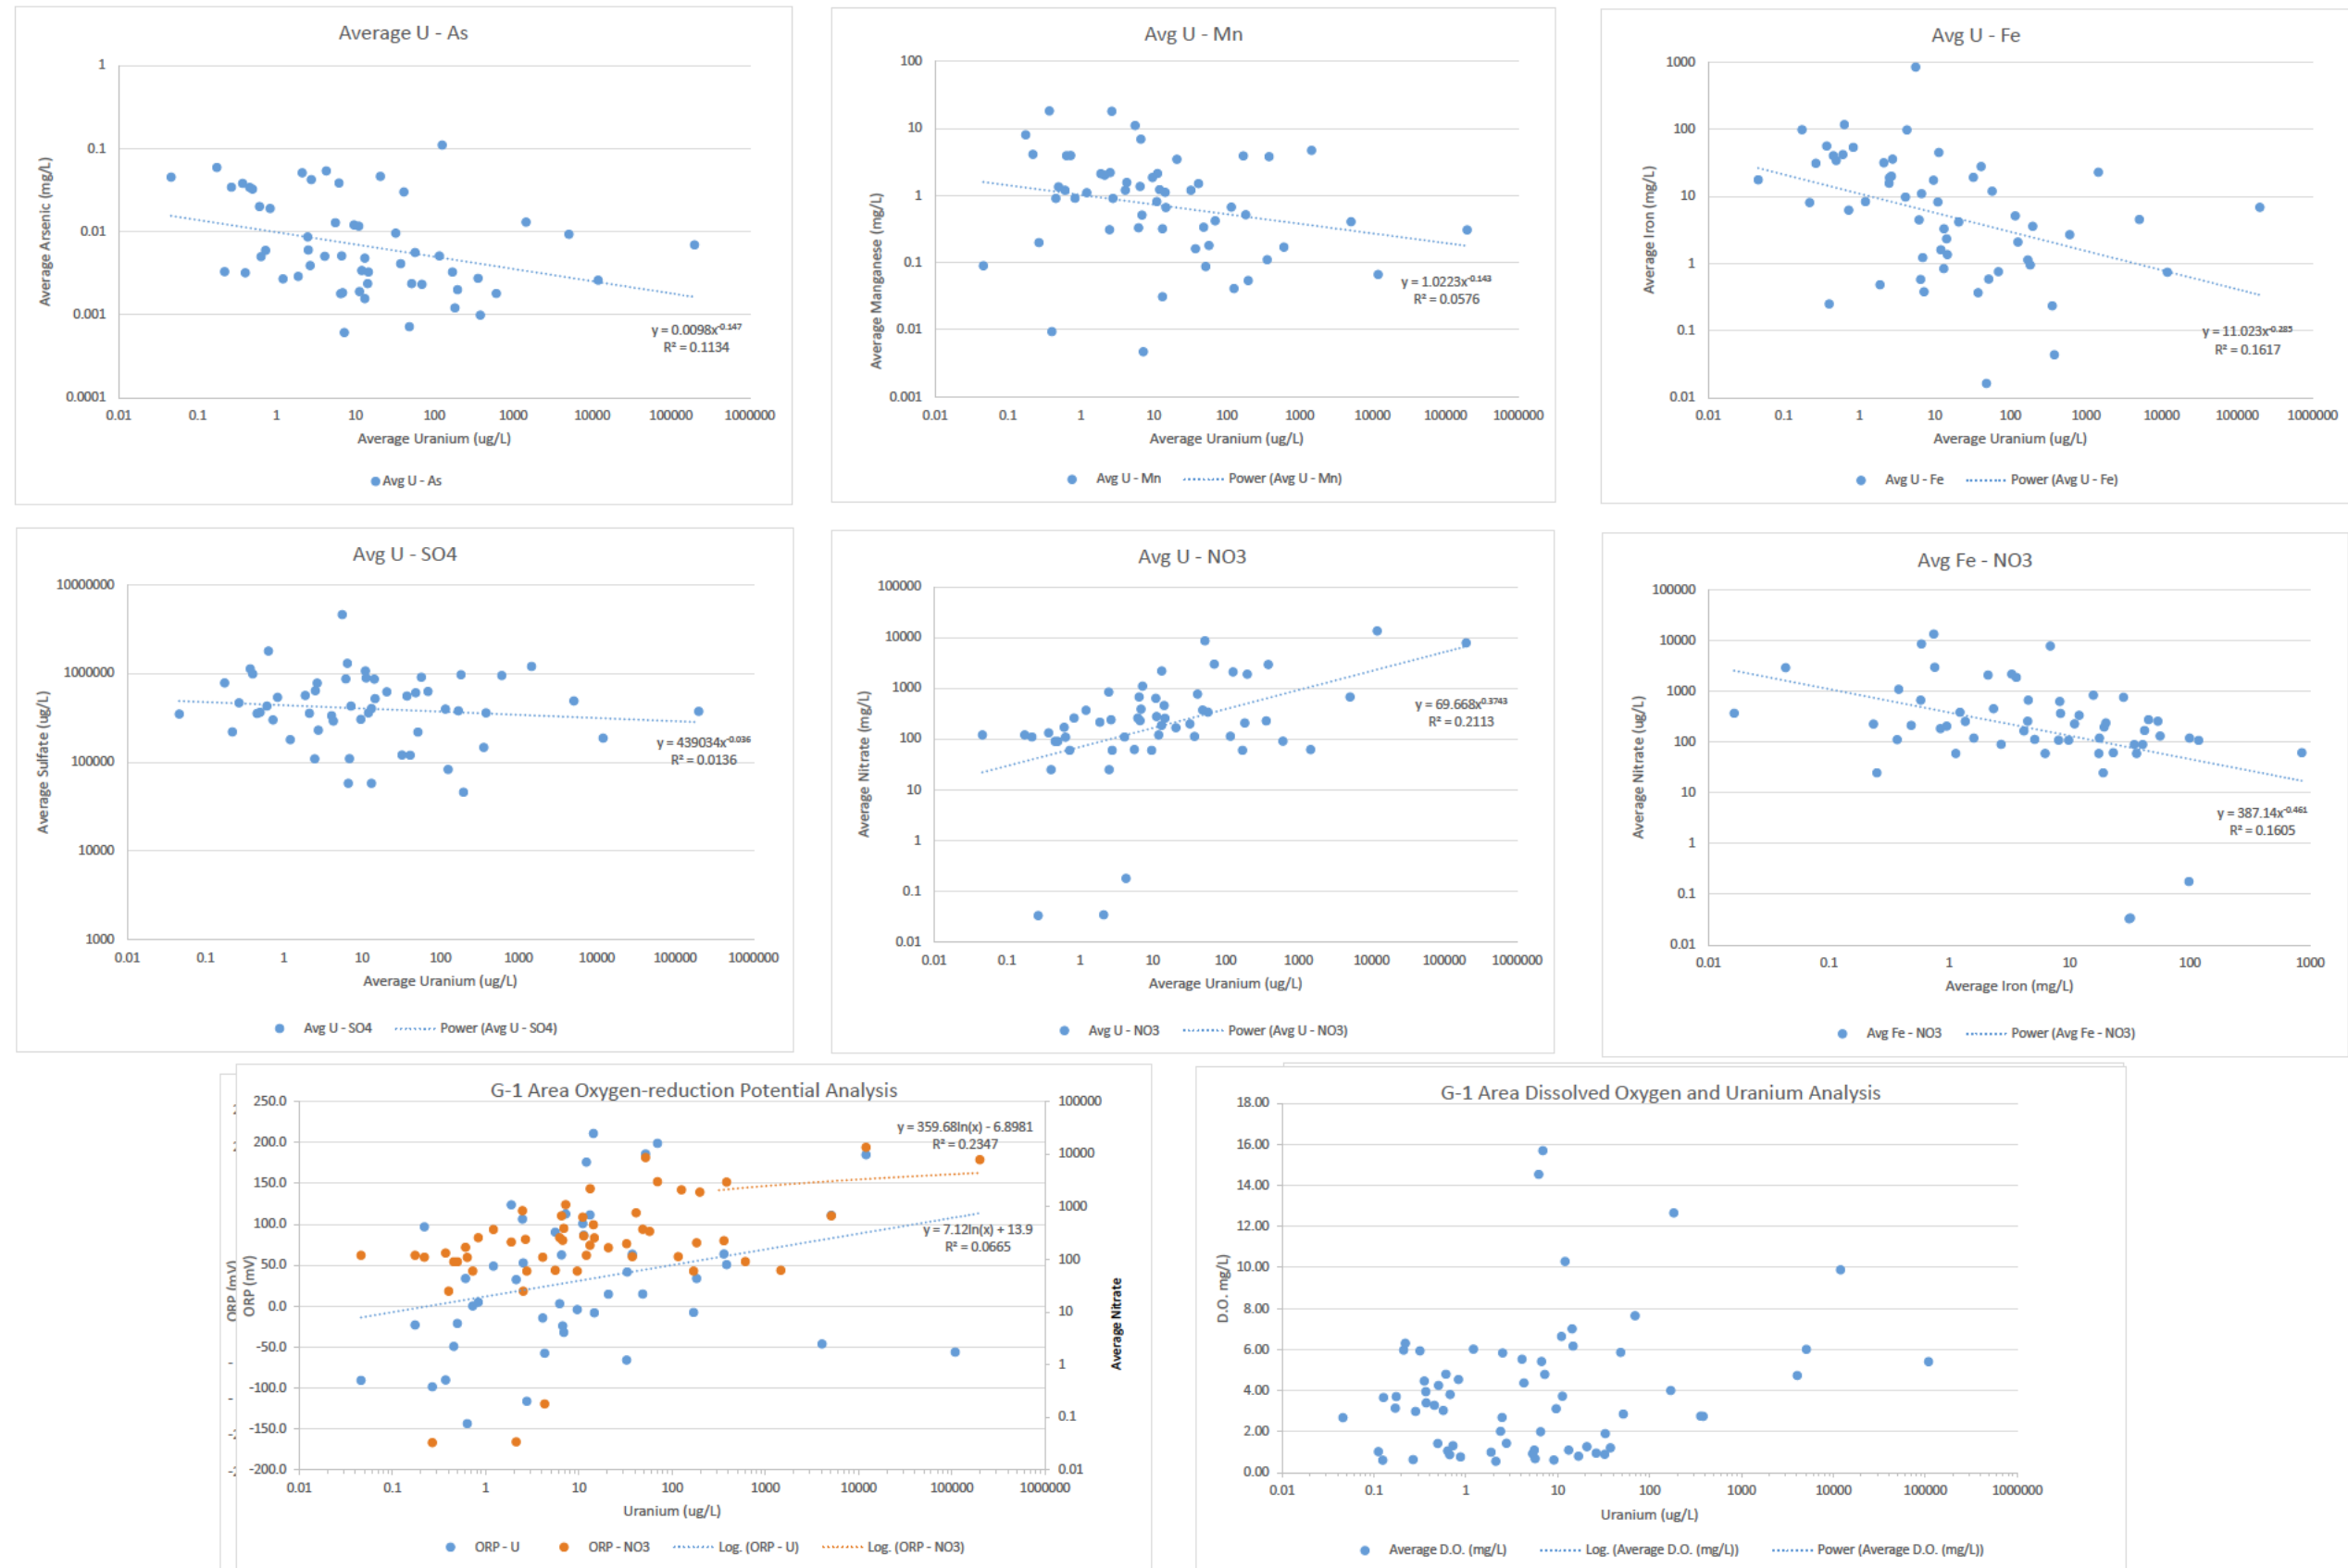 Average U - As
1
0.1
0.01
0.001
0.0001
Average Arsenic (mg/L)
y = 0.0098x^-0.147
R² = 0.1134
0.01 0.1 1 10 100 1000 10000 100000 1000000
Average Uranium (ug/L)
Avg U - As
Avg U - Mn
100
10
1
0.1
0.01
0.001
Average Manganese (mg/L)
y = 1.0223x^-0.143
R² = 0.0576
0.01 0.1 1 10 100 1000 10000 100000 1000000
Average Uranium (ug/L)
Avg U - Mn Power (Avg U - Mn)
Avg U - Fe
1000
100
10
1
0.1
0.01
Average Iron (mg/L)
y = 11.023x^-0.285
R² = 0.1617
0.01 0.1 1 10 100 1000 10000 100000 1000000
Average Uranium (ug/L)
Avg U - Fe Power (Avg U - Fe)
Avg U - SO4
10000000
1000000
100000
10000
1000
Average Sulfate (ug/L)
y = 439034x^-0.036
R² = 0.0136
0.01 0.1 1 10 100 1000 10000 100000 1000000
Average Uranium (ug/L)
Avg U - SO4 Power (Avg U - SO4)
Avg U - NO3
100000
10000
1000
100
10
1
0.1
0.01
Average Nitrate (mg/L)
y = 69.668x^0.3743
R² = 0.2113
0.01 0.1 1 10 100 1000 10000 100000 1000000
Average Uranium (ug/L)
Avg U - NO3 Power (Avg U - NO3)
Avg Fe - NO3
100000
10000
1000
100
10
1
0.1
0.01
Average Nitrate (ug/L)
y = 387.14x^-0.461
R² = 0.1605
0.01 0.1 1 10 100 1000
Average Iron (mg/L)
Avg Fe - NO3 Power (Avg Fe - NO3)
G-1 Area Oxygen-reduction Potential Analysis
ORP (mV)
250.0
200.0
150.0
100.0
50.0
0.0
-50.0
-100.0
-150.0
-200.0
ORP (mV)
y = 359.68ln(x) - 6.8981
R² = 0.2347
y = 7.12ln(x) + 13.9
R² = 0.0665
100000
10000
1000
100
10
1
0.1
0.01
Average Nitrate
0.01 0.1 1 10 100 1000 10000 100000 1000000
Uranium (ug/L)
ORP - U ORP - NO3 Log. (ORP - U) Log. (ORP - NO3)
G-1 Area Dissolved Oxygen and Uranium Analysis
18.00
16.00
14.00
12.00
10.00
8.00
6.00
4.00
2.00
0.00
D.O. mg/L)
0.01 0.1 1 10 100 1000 10000 100000 1000000
Uranium (ug/L)
Average D.O. (mg/L) Log. (Average D.O. (mg/L)) Power (Average D.O. (mg/L))